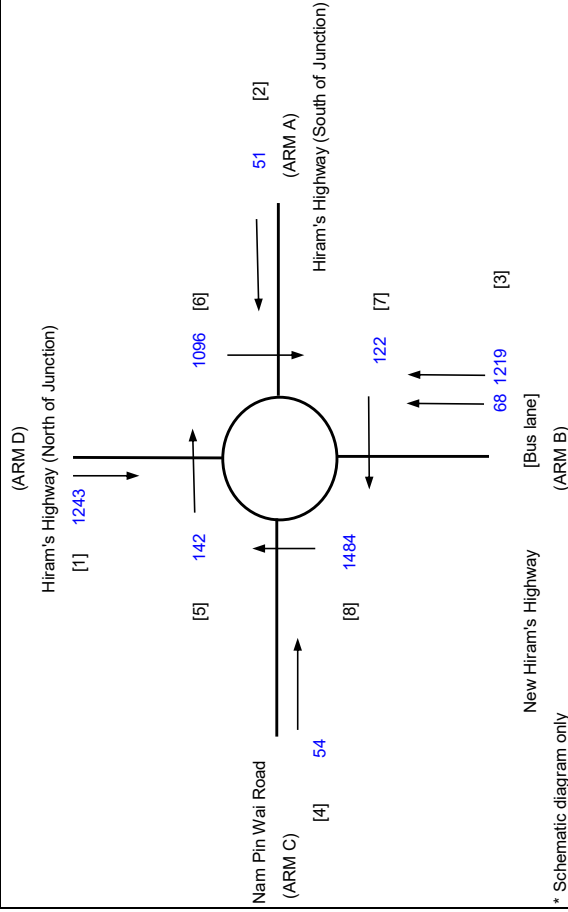 (ARM D)
Hiram's Highway (North of Junction)
[1]
1243
51
[2]
(ARM A)
Hiram's Highway (South of Junction)
[6]
1096
[5]
142
[7]
122
[8]
1484
[3]
68 1219
[Bus lane]
(ARM B)
New Hiram's Highway
54
[4]
Nam Pin Wai Road
(ARM C)
* Schematic diagram only